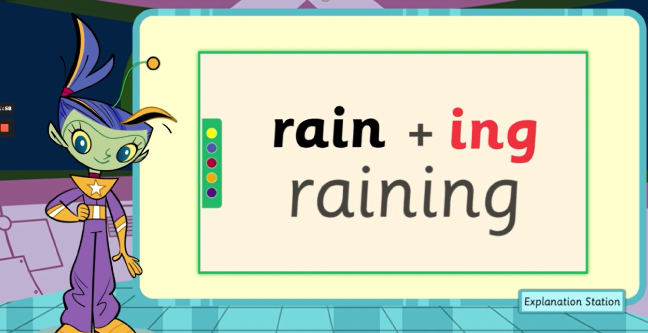 rain + ing
raining
Explanation Station